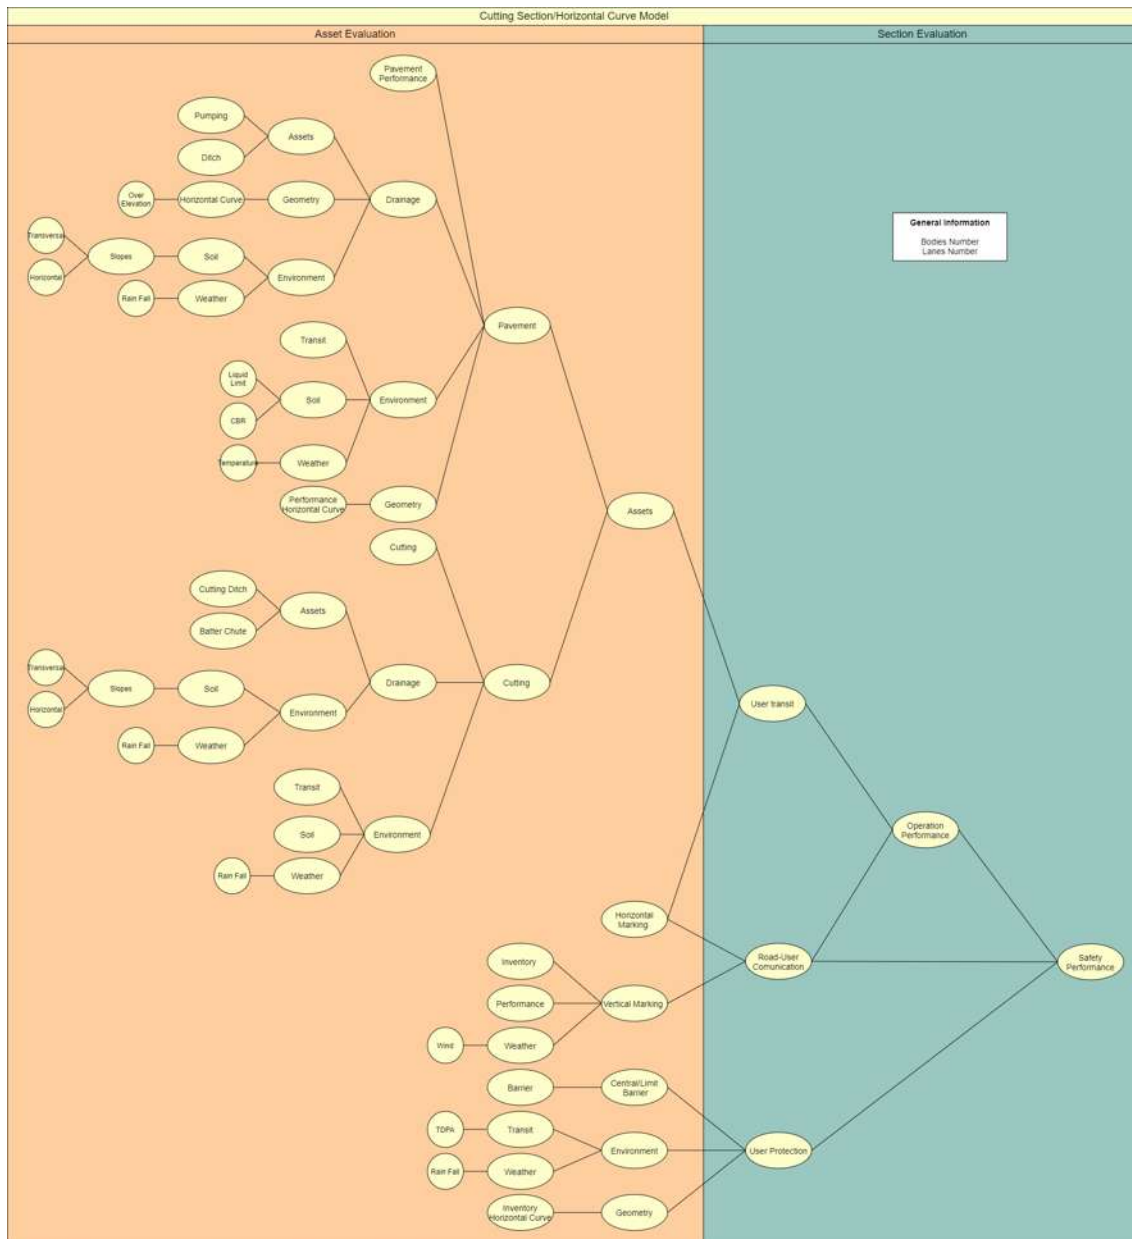 Cutting Section/Horizontal Curve Model
Asset Evaluation
Section Evaluation
Pavement
Performance
Pumping
Assets
Ditch
Over
Elevation
Horizontal Curve
Geometry
Drainage
Transversal
Slopes
Soil
Horizontal
Environment
Rain Fall
Weather
General Information
Bodies Number
Lanes Number
Pavement
Transit
Liquid
Limit
Soil
Environment
CBR
Temperature
Weather
Performance
Horizontal Curve
Geometry
Assets
Cutting
Cutting Ditch
Assets
Batter Chute
Transversal
Slopes
Soil
Drainage
Cutting
Horizontal
Environment
User transit
Rain Fall
Weather
Transit
Soil
Environment
Operation
Performance
Rain Fall
Weather
Horizontal
Marking
Inventory
Road-User
Comunication
Safety
Performance
Performance
Vertical Marking
Wind
Weather
Barrier
Central/Limit
Barrier
TDPA
Transit
Environment
User Protection
Rain Fall
Weather
Inventory
Horizontal Curve
Geometry